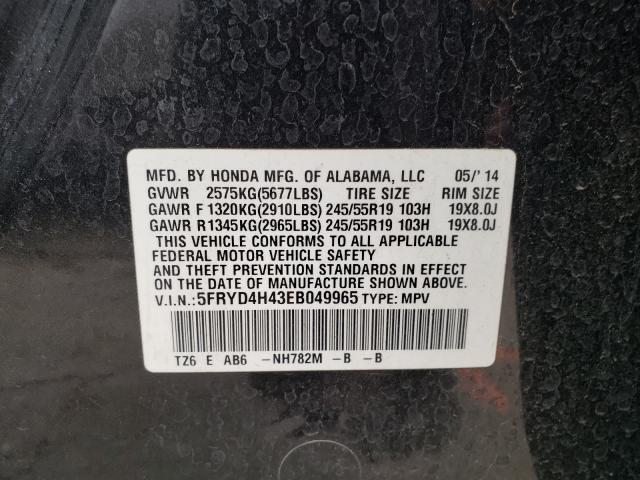 MFD. BY HONDA MFG. OF ALABAMA, LLC 05/'14
GVWR 2575KG(5677LBS) TIRE SIZE RIM SIZE
GAWR F 1320KG(2910LBS) 245/55R19 103H 19X8.0J
GAWR R 1345KG(2965LBS) 245/55R19 103H 19X8.0J
THIS VEHICLE CONFORMS TO ALL APPLICABLE
FEDERAL MOTOR VEHICLE SAFETY
AND THEFT PREVENTION STANDARDS IN EFFECT
ON THE DATE OF MANUFACTURE SHOWN ABOVE.
V.I.N.: 5FRYD4H43EB049965 TYPE: MPV
TZ6 E AB6 -NH782M -B -B